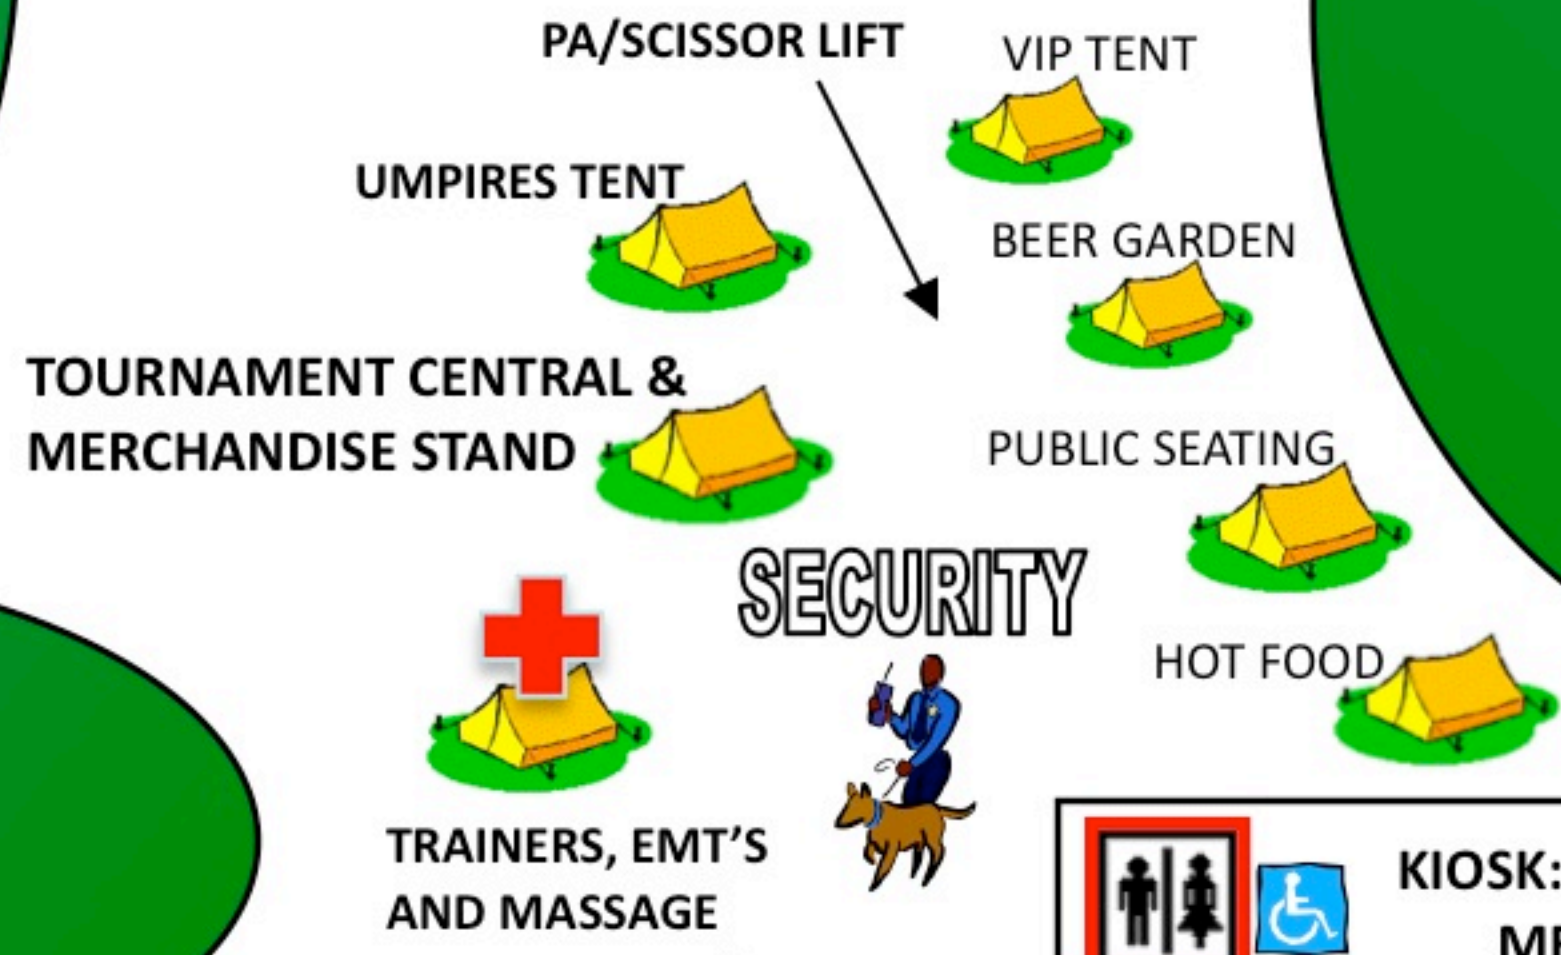 PA/SCISSOR LIFT
VIP TENT
UMPIRES TENT
BEER GARDEN
TOURNAMENT CENTRAL &
MERCHANDISE STAND
PUBLIC SEATING
SECURITY
HOT FOOD
TRAINERS, EMT’S
AND MASSAGE
KIOSK: